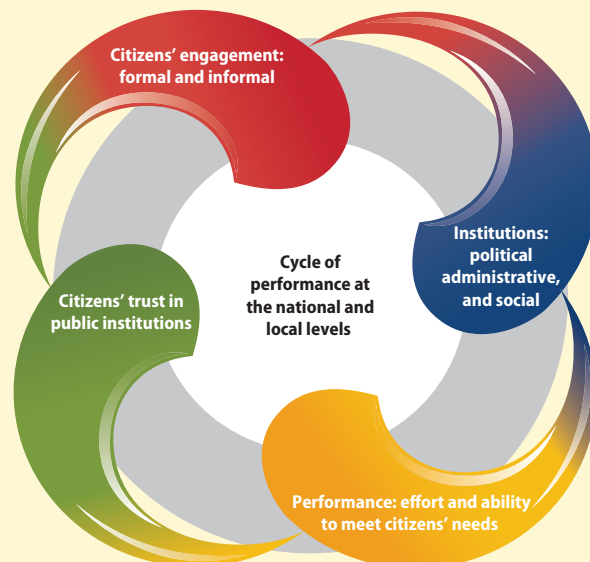 Citizens’ engagement:
formal and informal
Institutions:
political
administrative,
and social
Cycle of
performance at
the national and
local levels
Citizens’ trust in
public institutions
Performance: effort and ability
to meet citizens’ needs